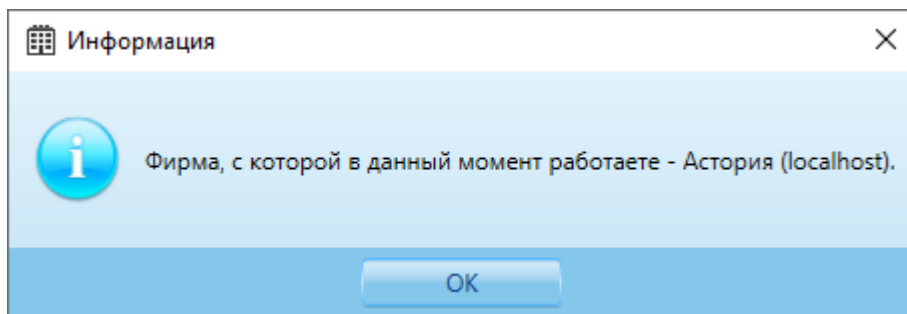 Информация
Фирма, с которой в данный момент работаете - Астория (localhost).
OK